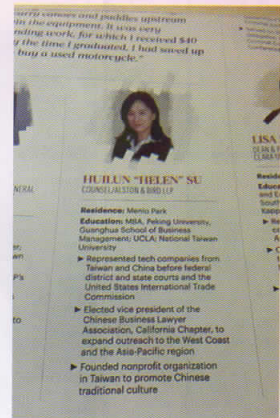 carry canoes and paddles upstream
in the equipment. It was very
nding work, for which I received $40
y the time I graduated, I had saved up
buy a used motorcycle."
HUILUN "HELEN" SU
COUNSEL/ALSTON & BIRD LLP
Residence: Menlo Park
Education: MBA, Peking University,
Guanghua School of Business
Management; UCLA; National Taiwan
University
► Represented tech companies from
Taiwan and China before federal
district and state courts and the
United States International Trade
Commission
► Elected vice president of the
Chinese Business Lawyer
Association, California Chapter, to
expand outreach to the West Coast
and the Asia-Pacific region
► Founded nonprofit organization
in Taiwan to promote Chinese
traditional culture
LISA
NERAL